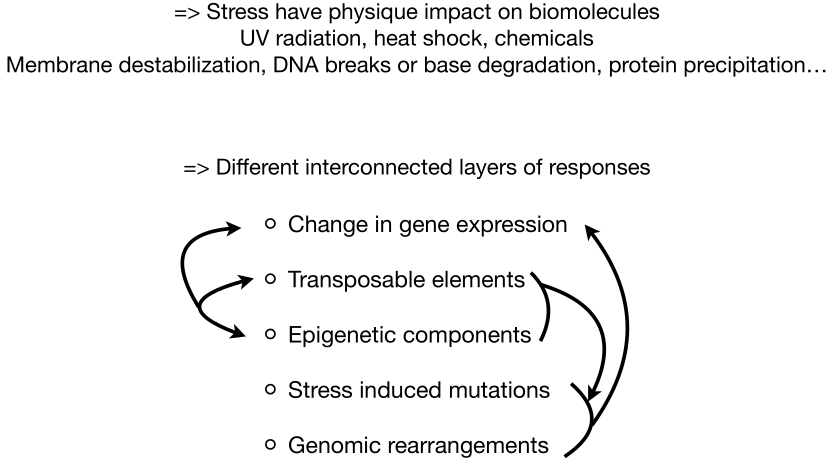 => Stress have physique impact on biomolecules
UV radiation, heat shock, chemicals
Membrane destabilization, DNA breaks or base degradation, protein precipitation…
=> Different interconnected layers of responses
Change in gene expression
Transposable elements
Epigenetic components
Stress induced mutations
Genomic rearrangements